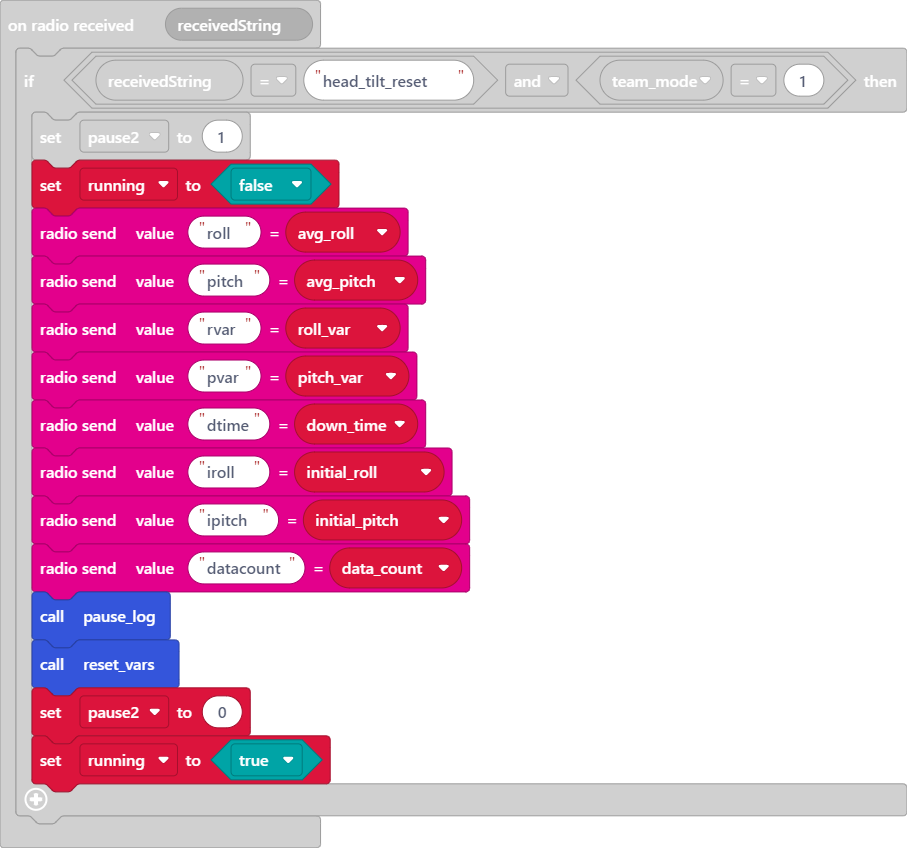 on radio received receivedString
if receivedString = "head_tilt_reset" and team_mode = 1 then
set pause2 to 1
set running to false
radio send value "roll" = avg_roll
radio send value "pitch" = avg_pitch
radio send value "rvar" = roll_var
radio send value "pvar" = pitch_var
radio send value "dtime" = down_time
radio send value "iroll" = initial_roll
radio send value "ipitch" = initial_pitch
radio send value "datacount" = data_count
call pause_log
call reset_vars
set pause2 to 0
set running to true